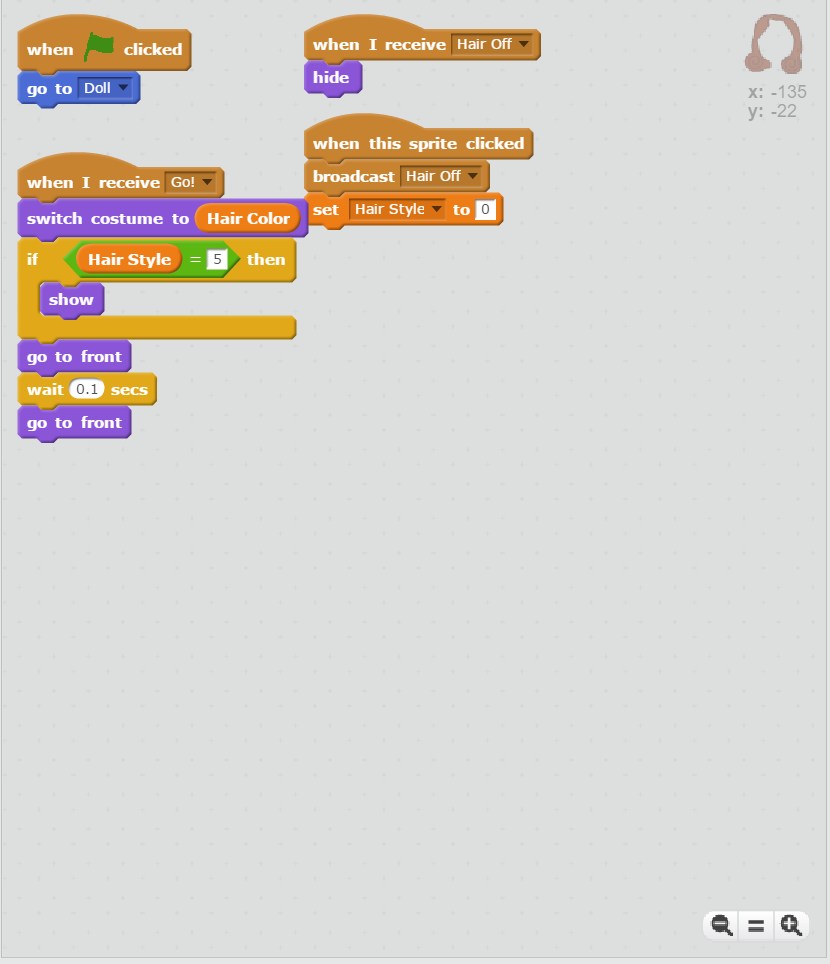 when clicked
go to Doll
when I receive Go!
switch costume to Hair Color
if Hair Style = 5 then
show
go to front
wait 0.1 secs
go to front
when I receive Hair Off
hide
when this sprite clicked
broadcast Hair Off
set Hair Style to 0
x: -135
y: -22